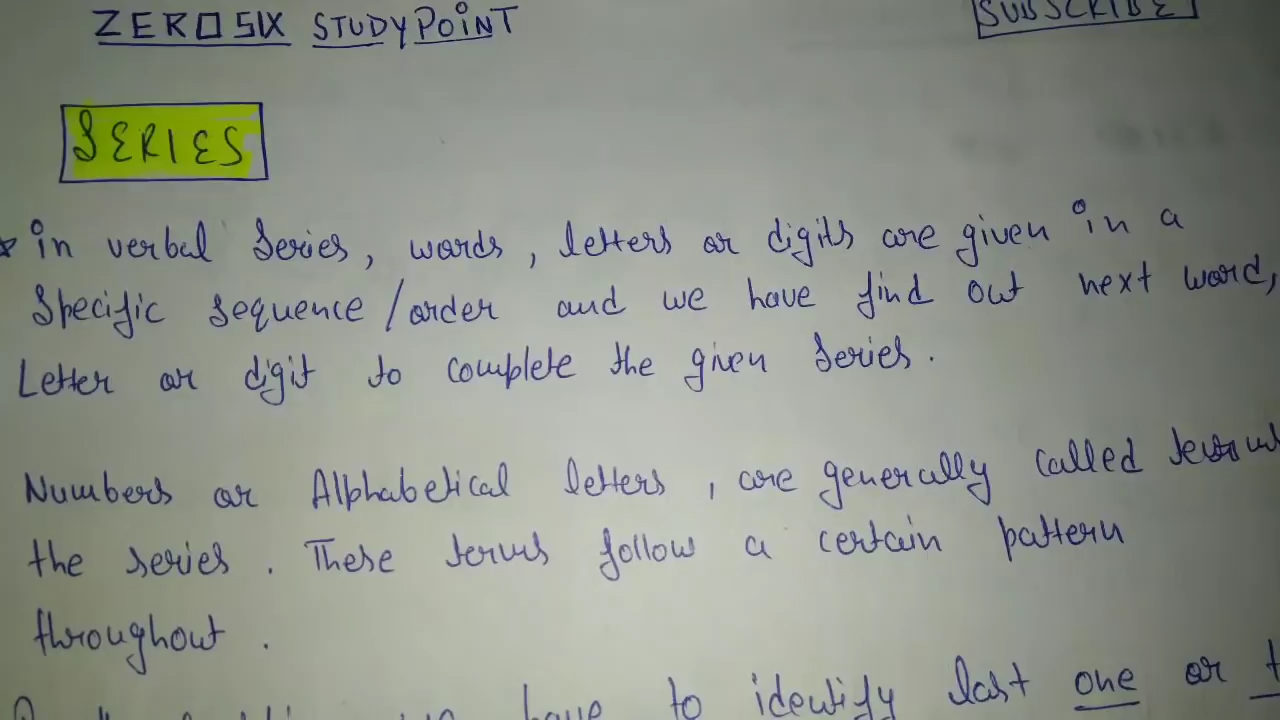 ZERO SIX STUDY POINT
SUBSCRIBE
SERIES
* in verbal series, words, letters or digits are given in a
specific sequence/order and we have find out next word,
Letter or digit to complete the given series.
Numbers or Alphabetical letters, are generally called terms
the series. These terms follow a certain pattern
throughout.
have to identify last one or